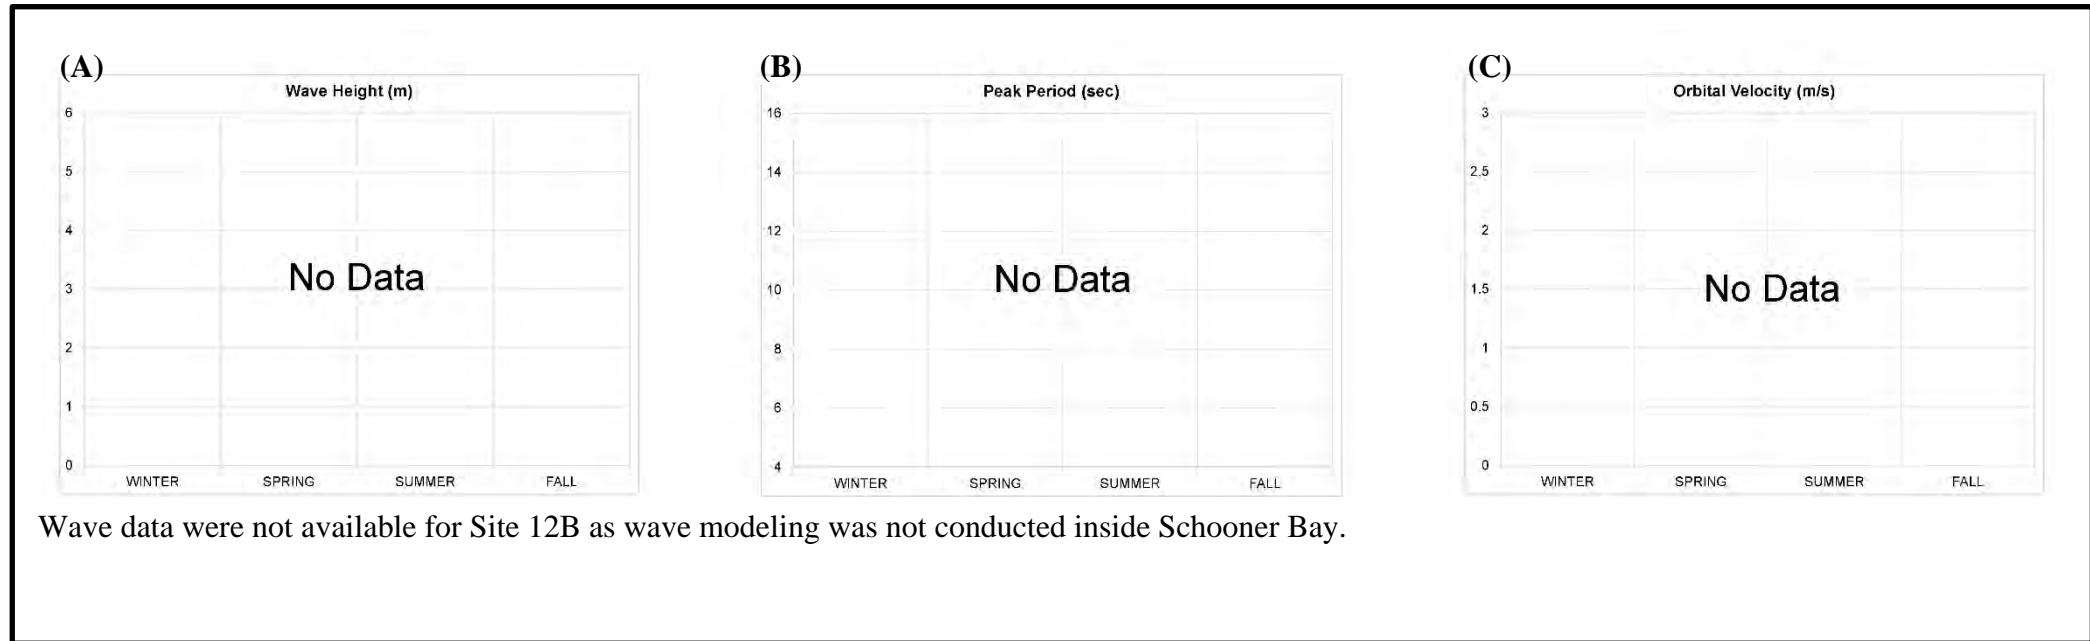 (A)
Wave Height (m)
6
5
4
3
2
1
0
No Data
WINTER SPRING SUMMER FALL
(B)
Peak Period (sec)
16
14
12
10
8
6
4
No Data
WINTER SPRING SUMMER FALL
(C)
Orbital Velocity (m/s)
3
2.5
2
1.5
1
0.5
0
No Data
WINTER SPRING SUMMER FALL
Wave data were not available for Site 12B as wave modeling was not conducted inside Schooner Bay.